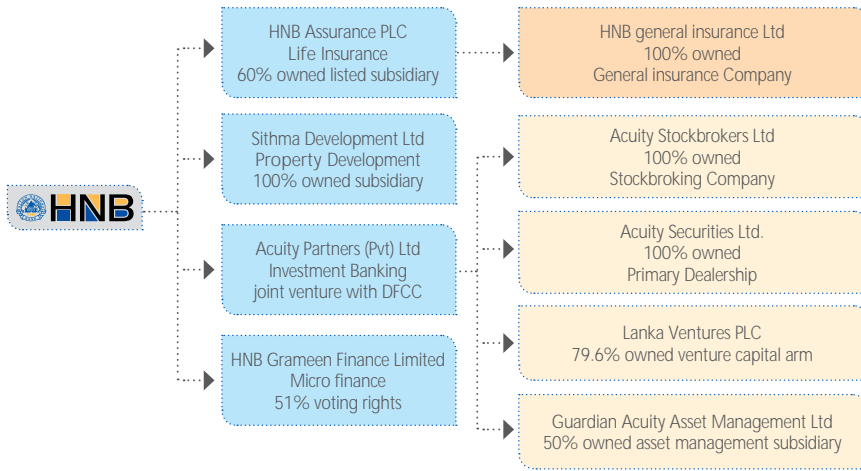 HNB
HNB Assurance PLC
Life Insurance
60% owned listed subsidiary
Sithma Development Ltd
Property Development
100% owned subsidiary
Acuity Partners (Pvt) Ltd
Investment Banking
joint venture with DFCC
HNB Grameen Finance Limited
Micro finance
51% voting rights
HNB general insurance Ltd
100% owned
General insurance Company
Acuity Stockbrokers Ltd
100% owned
Stockbroking Company
Acuity Securities Ltd.
100% owned
Primary Dealership
Lanka Ventures PLC
79.6% owned venture capital arm
Guardian Acuity Asset Management Ltd
50% owned asset management subsidiary